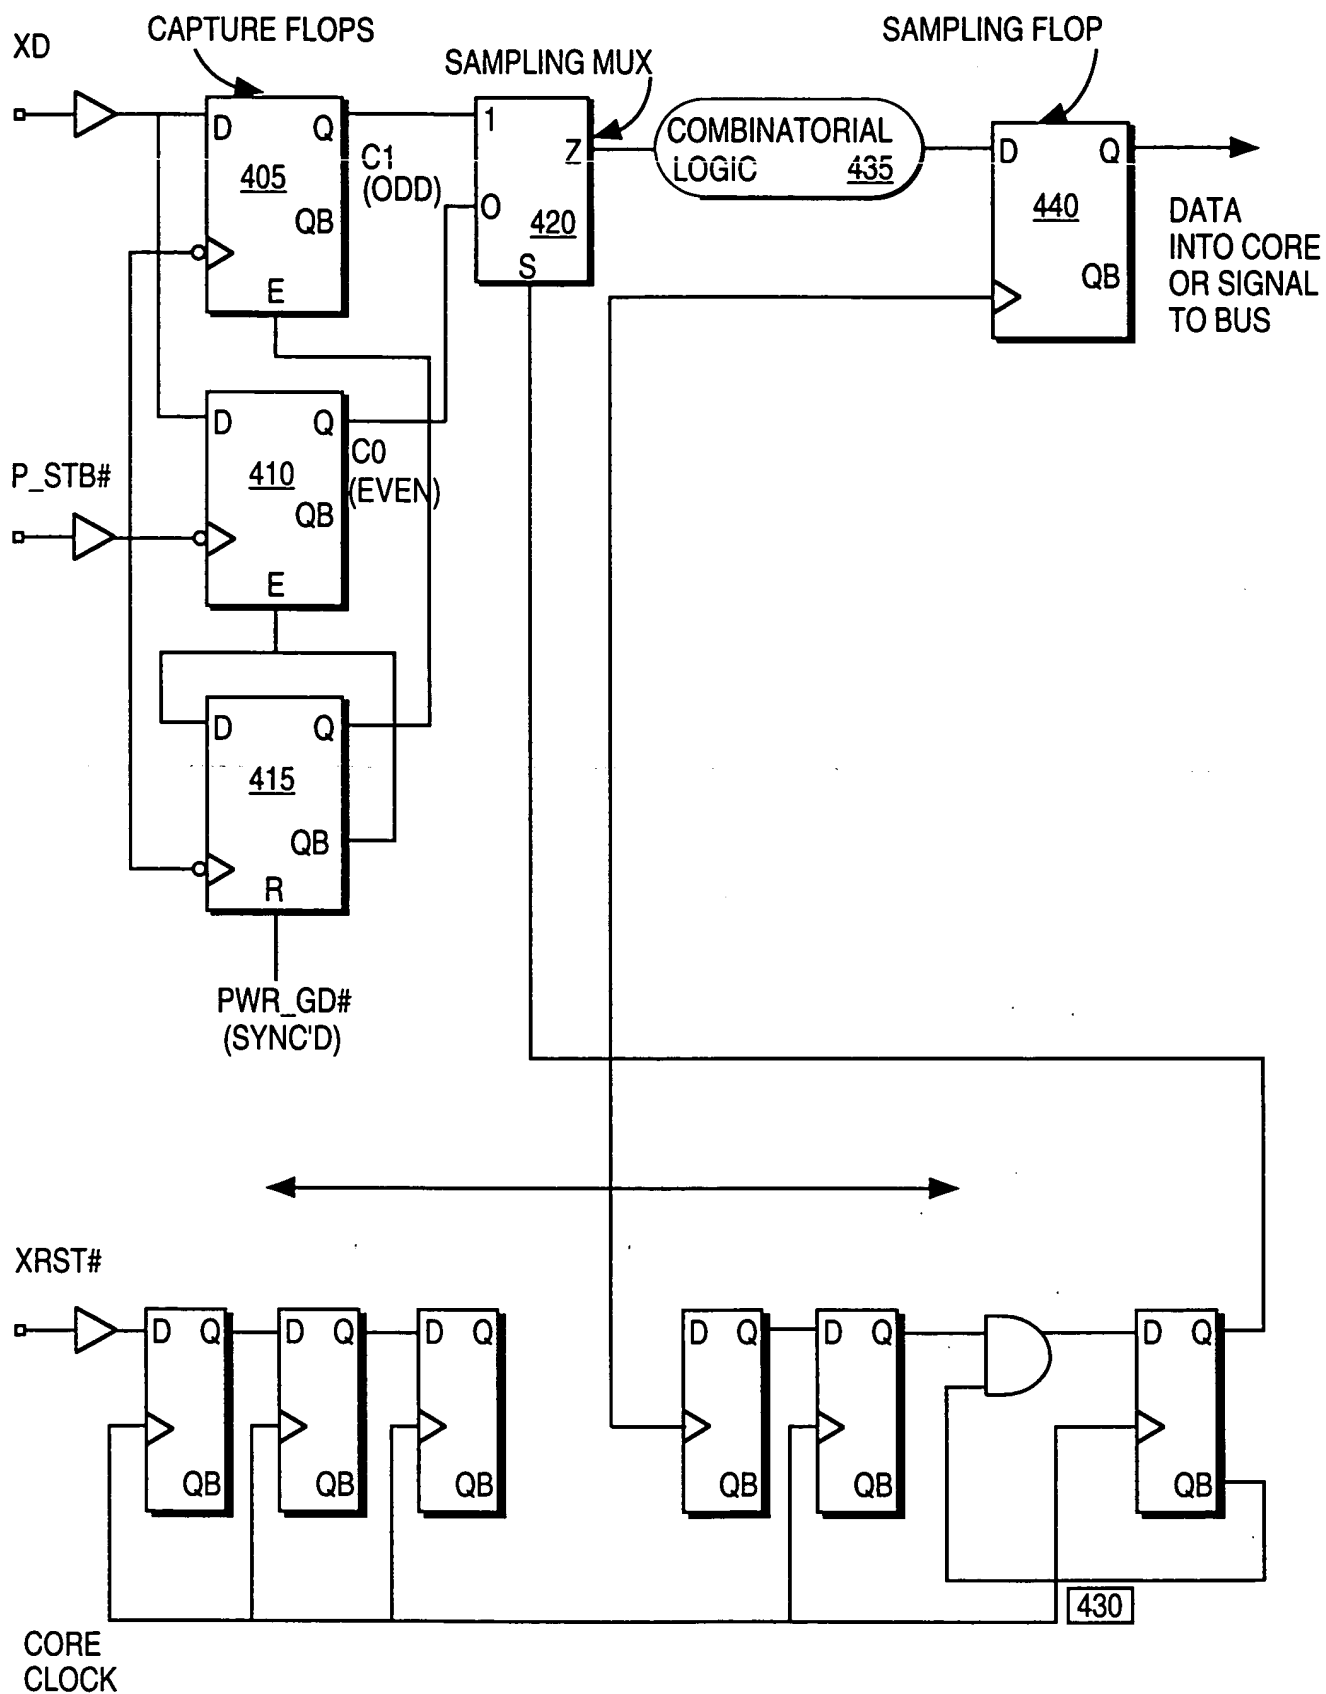 XD
CAPTURE FLOPS
SAMPLING MUX
SAMPLING FLOP
D Q
405
QB
E
C1
(ODD)
1
Z
O
420
S
COMBINATORIAL
LOGIC 435
D Q
440
QB
DATA
INTO CORE
OR SIGNAL
TO BUS
P_STB#
D Q
410
QB
E
C0
(EVEN)
D Q
415
QB
R
PWR_GD#
(SYNC'D)
XRST#
D Q
QB
D Q
QB
D Q
QB
D Q
QB
D Q
QB
D Q
QB
430
CORE
CLOCK